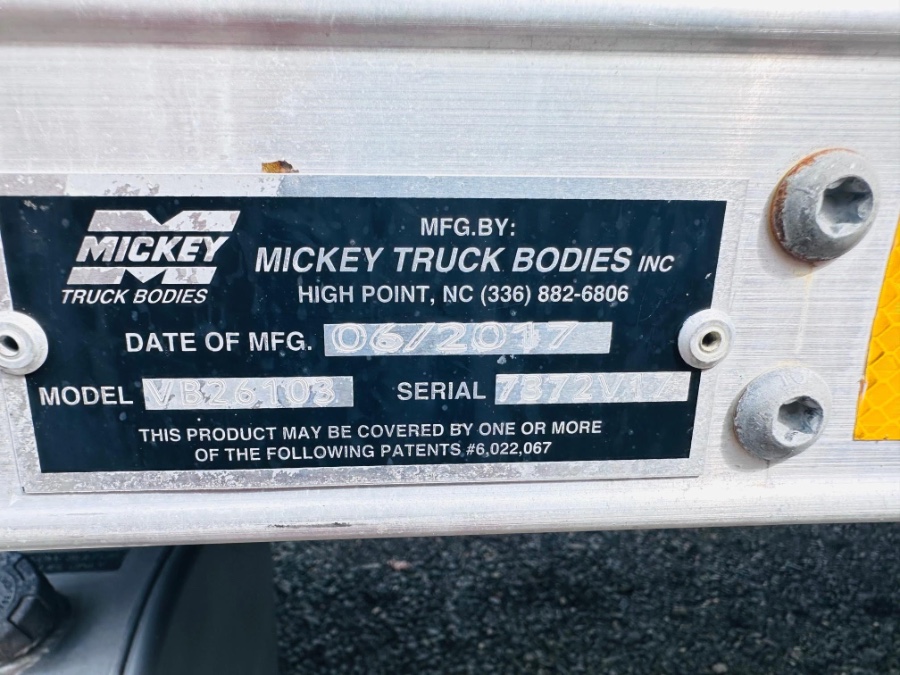 MICKEY
TRUCK BODIES
MFG.BY:
MICKEY TRUCK BODIES INC
HIGH POINT, NC (336) 882-6806
DATE OF MFG. 06/2017
MODEL VB26103
SERIAL 7372V17
THIS PRODUCT MAY BE COVERED BY ONE OR MORE
OF THE FOLLOWING PATENTS #6,022,067